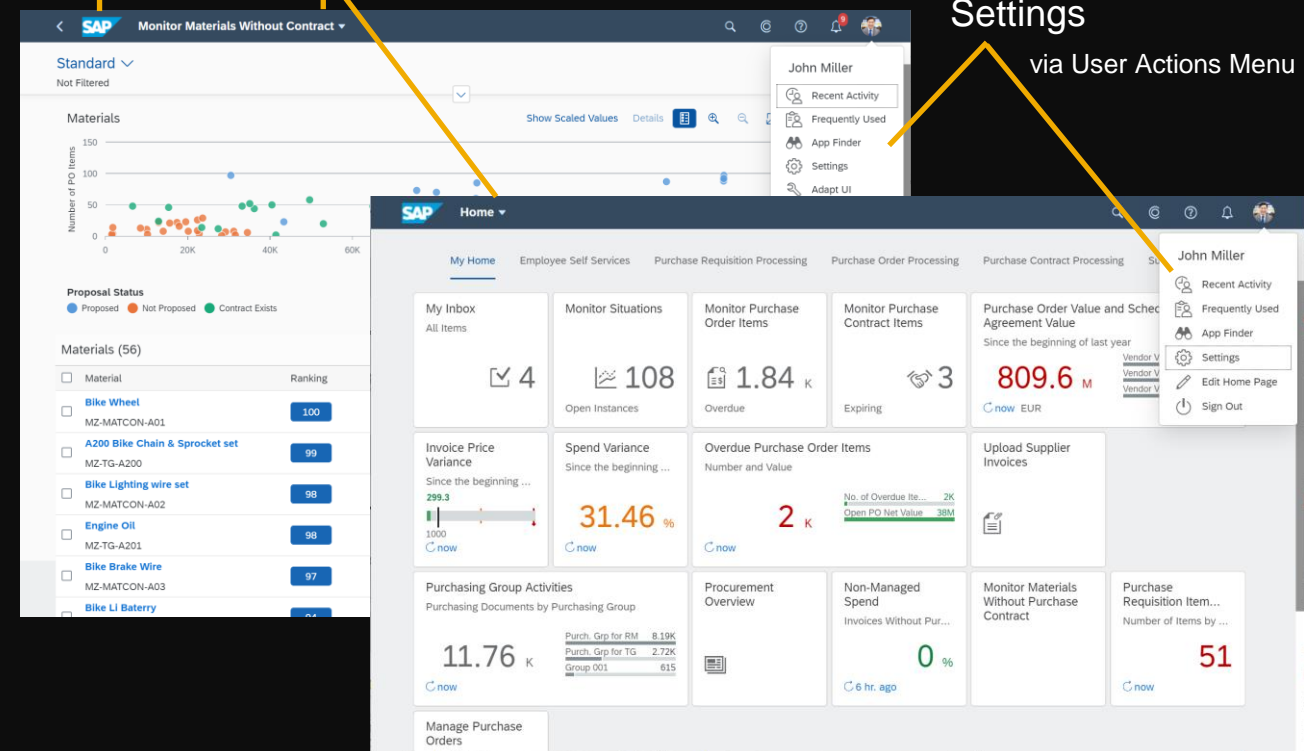 Settings
via User Actions Menu
SAP Monitor Materials Without Contract
9
Standard
Not Filtered
John Miller
Recent Activity
Frequently Used
App Finder
Settings
Adapt UI
Materials
Show Scaled Values Details
Number of PO Items
150
100
50
0
0 20K 40K 60K
Proposal Status
Proposed Not Proposed Contract Exists
Materials (56)
Material Ranking
Bike Wheel
MZ-MATCON-A01
100
A200 Bike Chain & Sprocket set
MZ-TG-A200
99
Bike Lighting wire set
MZ-MATCON-A02
98
Engine Oil
MZ-TG-A201
98
Bike Brake Wire
MZ-MATCON-A03
97
Bike Li Baterry
SAP Home
My Home Employee Self Services Purchase Requisition Processing Purchase Order Processing Purchase Contract Processing
John Miller
Recent Activity
Frequently Used
App Finder
Settings
Edit Home Page
Sign Out
My Inbox
All Items
4
Monitor Situations
108
Open Instances
Monitor Purchase
Order Items
1.84 K
Overdue
Monitor Purchase
Contract Items
3
Expiring
Purchase Order Value and Sched
Agreement Value
Since the beginning of last year
809.6 M
Vendor V
Vendor V
Vendor V
now EUR
Invoice Price
Variance
Since the beginning ...
299.3
1000
now
Spend Variance
Since the beginning ...
31.46 %
now
Overdue Purchase Order Items
Number and Value
2 K
No. of Overdue Ite... 2K
Open PO Net Value 38M
now
Upload Supplier
Invoices
Purchasing Group Activities
Purchasing Documents by Purchasing Group
11.76 K
Purch. Grp for RM 8.19K
Purch. Grp for TG 2.72K
Group 001 615
now
Procurement
Overview
Non-Managed
Spend
Invoices Without Pur...
0 %
6 hr. ago
Monitor Materials
Without Purchase
Contract
Purchase
Requisition Item...
Number of Items by ...
51
now
Manage Purchase
Orders